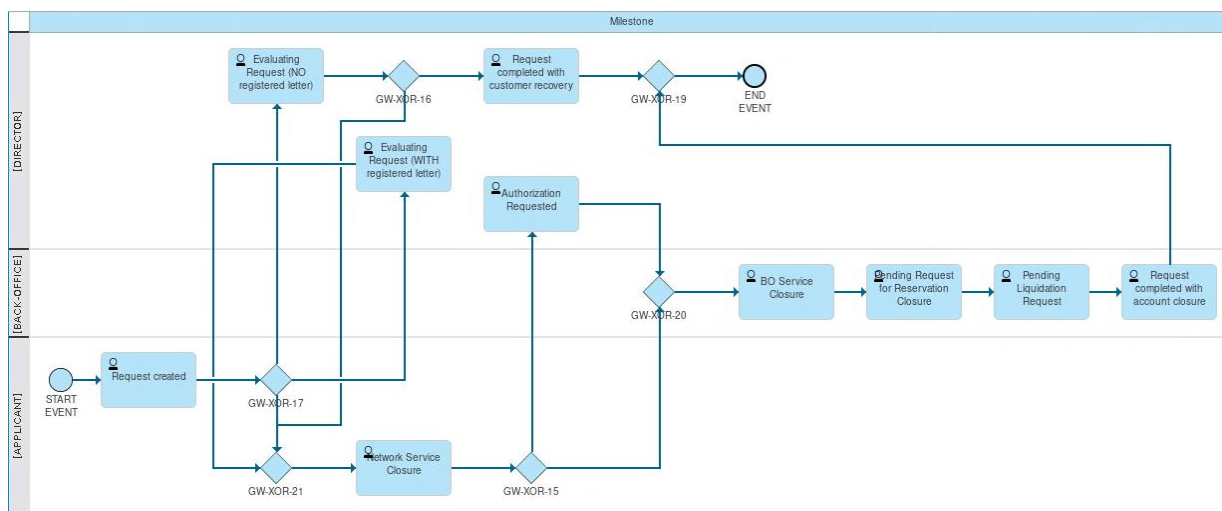 Milestone
[DIRECTOR]
Evaluating
Request (NO
registered letter)
GW-XOR-16
Request
completed with
customer recovery
GW-XOR-19
END
EVENT
Evaluating
Request (WITH
registered letter)
Authorization
Requested
[BACK-OFFICE]
GW-XOR-20
BO Service
Closure
Pending Request
for Reservation
Closure
Pending
Liquidation
Request
Request
completed with
account closure
[APPLICANT]
START
EVENT
Request created
GW-XOR-17
GW-XOR-21
Network Service
Closure
GW-XOR-15